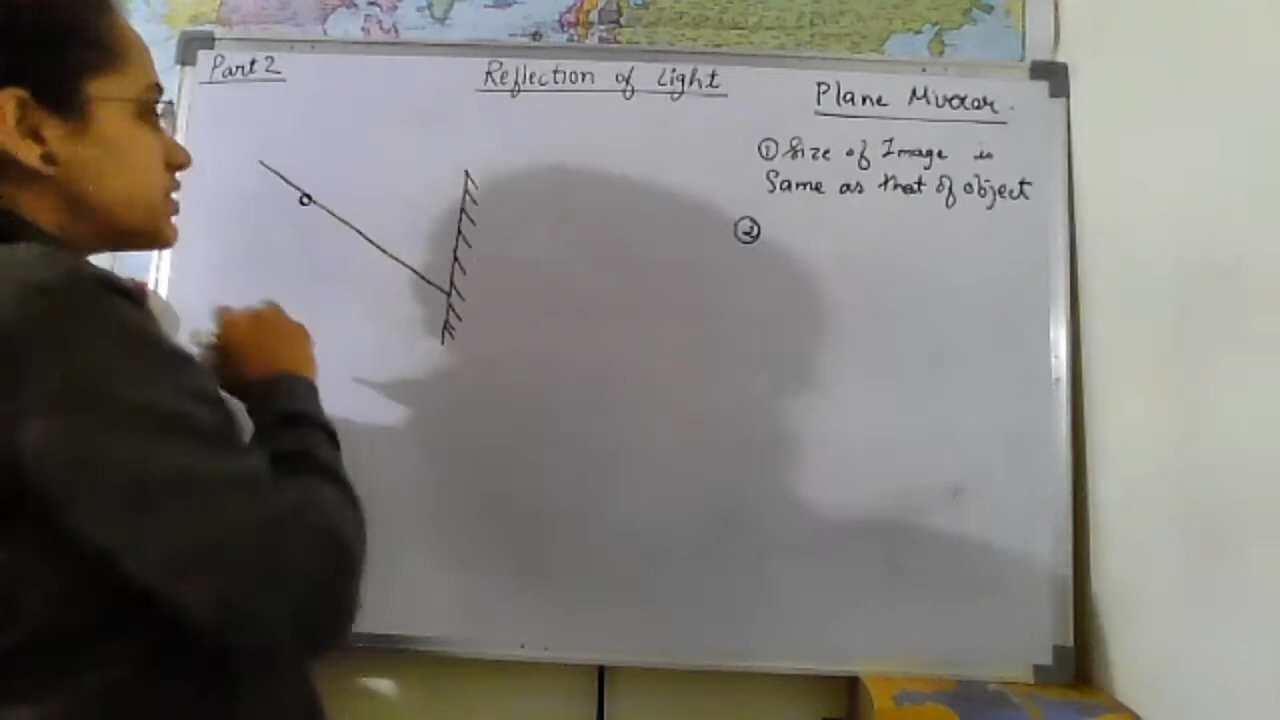 Part 2
Reflection of Light
Plane Mirror.
① Size of Image is
Same as that of object
②